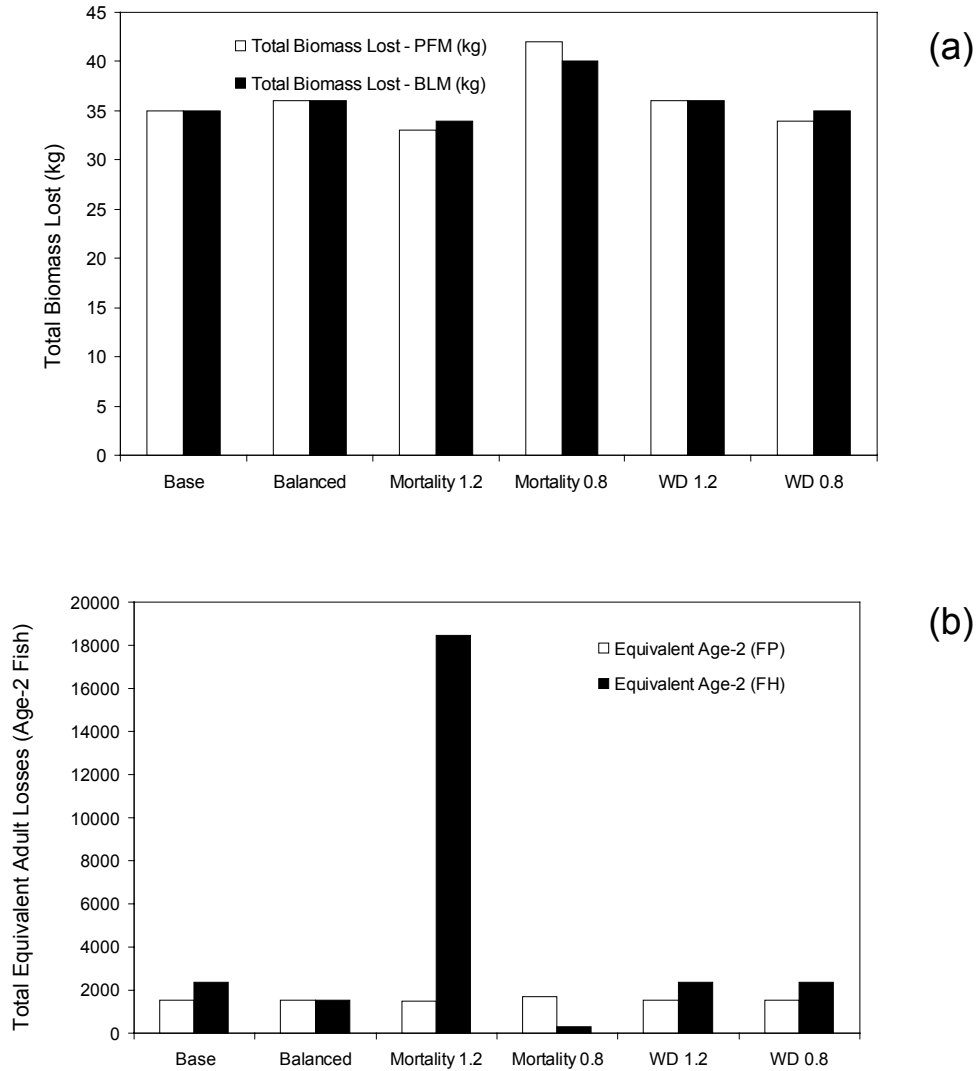 (a)
Total Biomass Lost (kg)
45
40
35
30
25
20
15
10
5
0
Total Biomass Lost - PFM (kg)
Total Biomass Lost - BLM (kg)
Base Balanced Mortality 1.2 Mortality 0.8 WD 1.2 WD 0.8
(b)
Total Equivalent Adult Losses (Age-2 Fish)
20000
18000
16000
14000
12000
10000
8000
6000
4000
2000
0
Equivalent Age-2 (FP)
Equivalent Age-2 (FH)
Base Balanced Mortality 1.2 Mortality 0.8 WD 1.2 WD 0.8